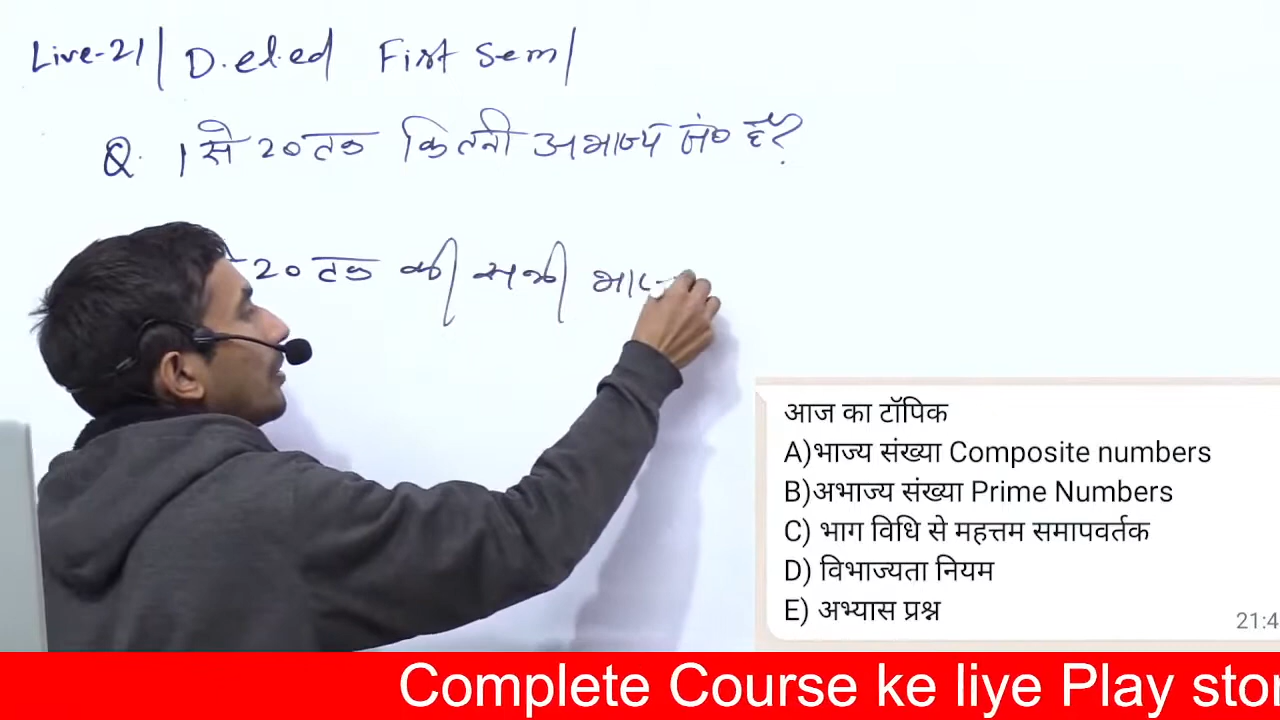 Live-21 | D.el.ed First Sem |
Q. 1 से 20 तक कितनी अभाज्य सं० है?
20 तक की सभी
आज का टॉपिक
A)भाज्य संख्या Composite numbers
B)अभाज्य संख्या Prime Numbers
C) भाग विधि से महत्तम समापवर्तक
D) विभाज्यता नियम
E) अभ्यास प्रश्न
21:4
Complete Course ke liye Play stor